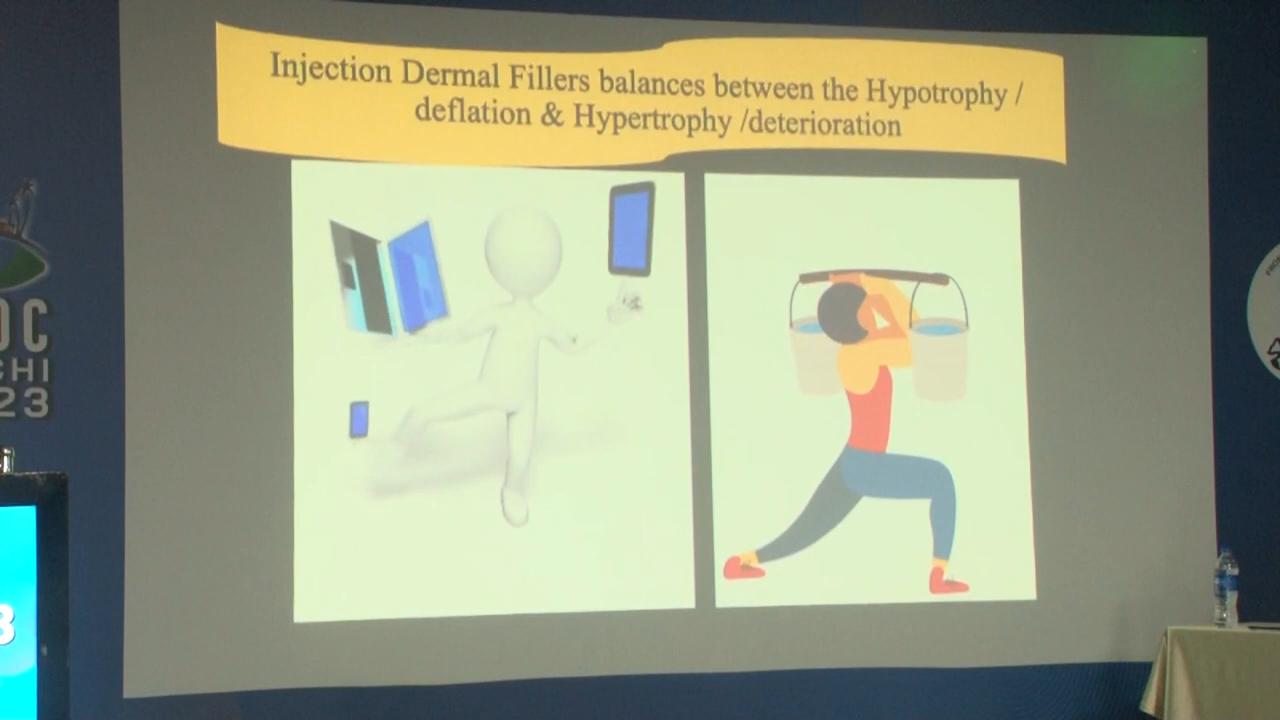 Injection Dermal Fillers balances between the Hypotrophy /
deflation & Hypertrophy /deterioration